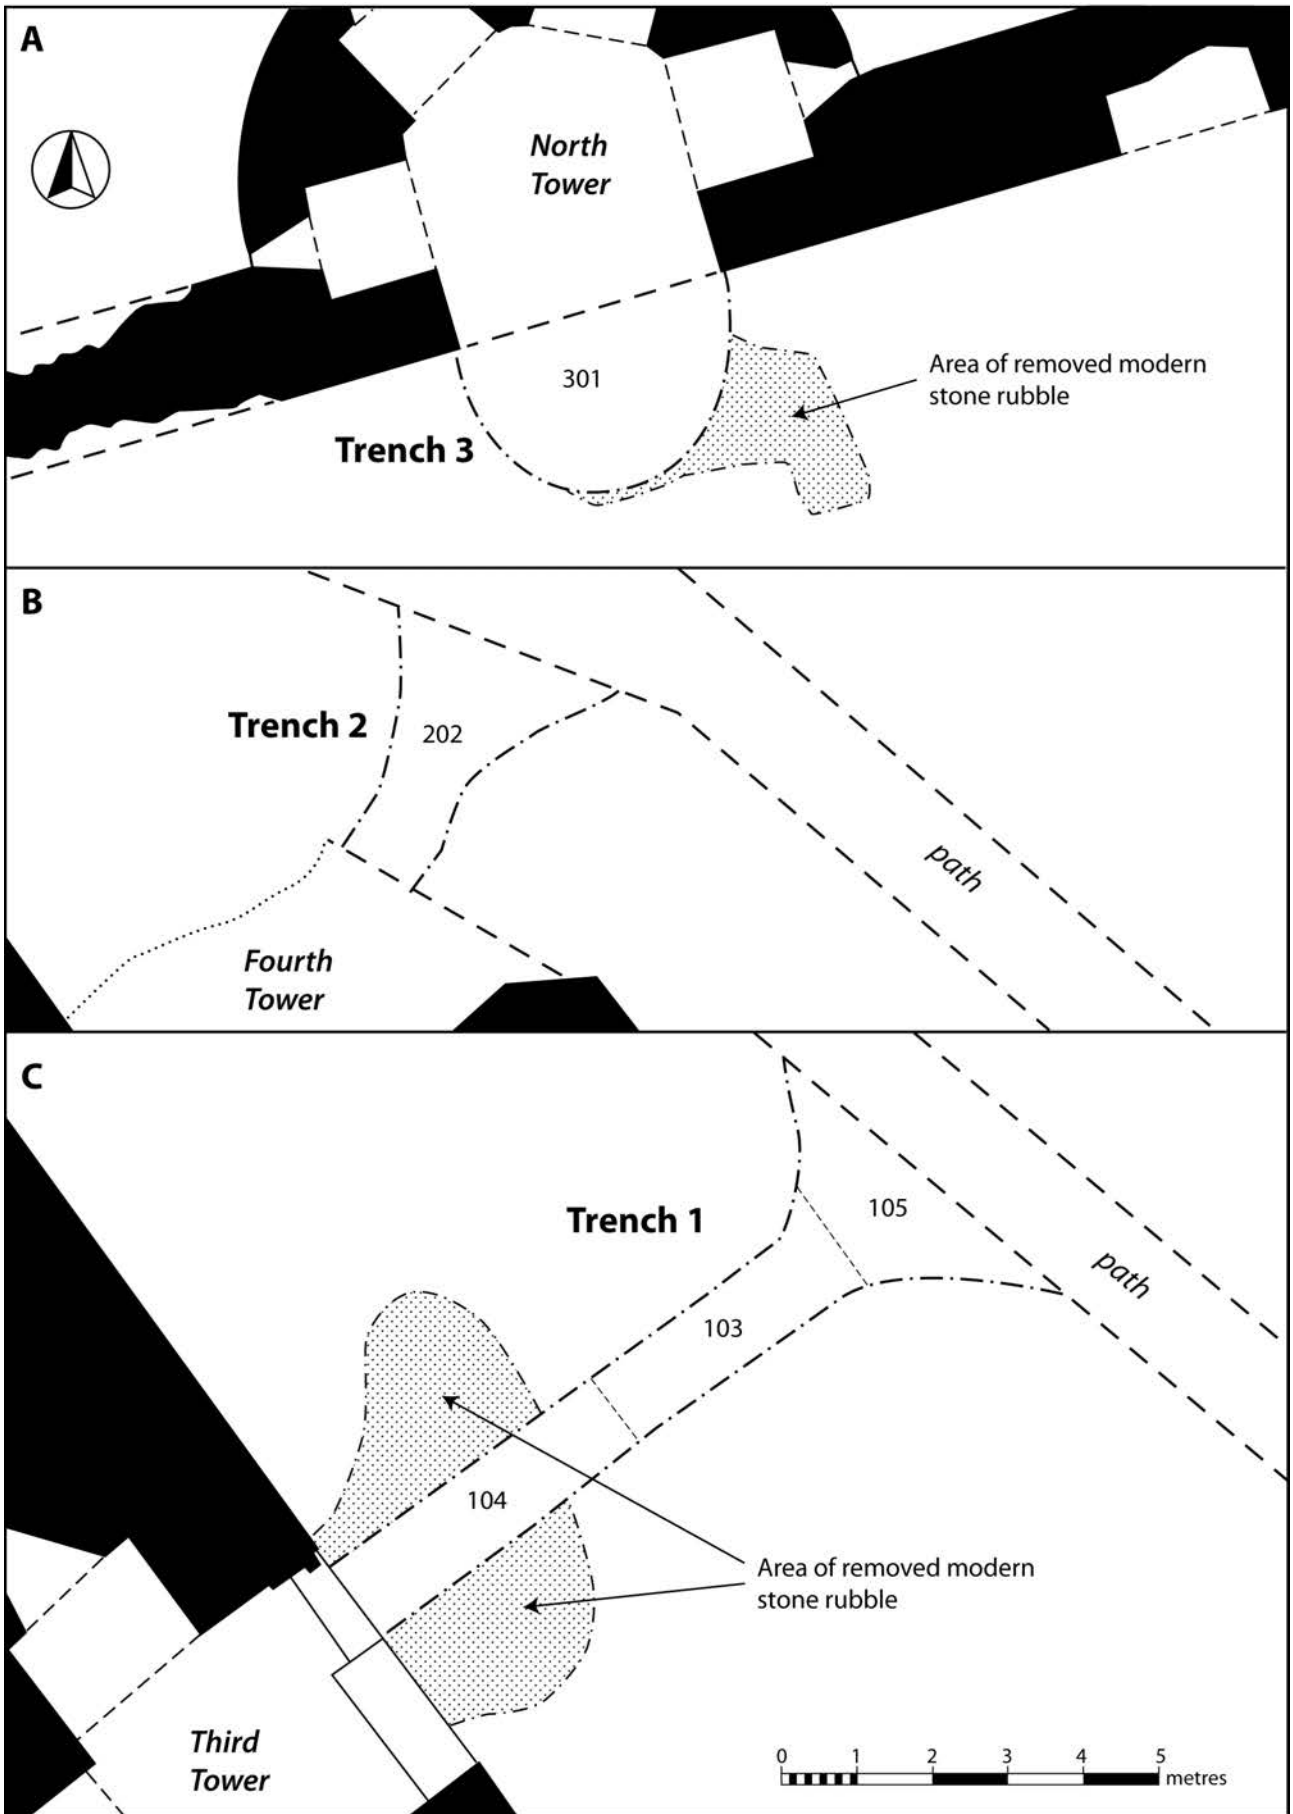 A
North
Tower
301
Area of removed modern
stone rubble
Trench 3
B
Trench 2
202
path
Fourth
Tower
C
Trench 1
105
path
103
104
Area of removed modern
stone rubble
Third
Tower
0 1 2 3 4 5
metres